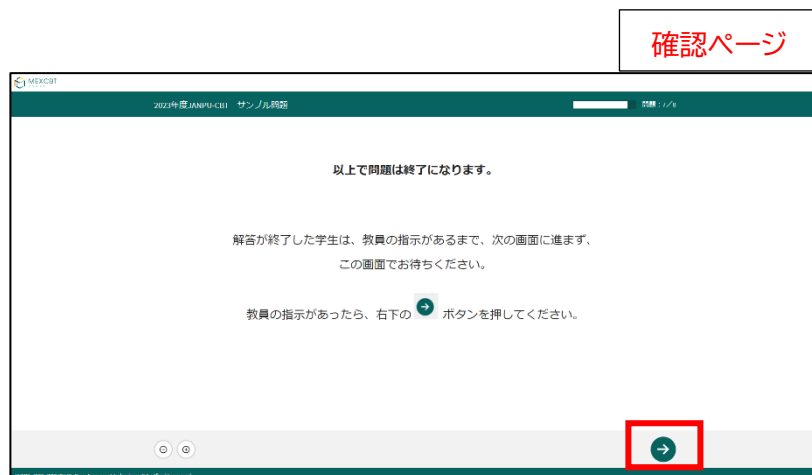 確認ページ
MEXCBT
2023年度JANPU-CBT サンプル問題
以上で問題は終了になります。
解答が終了した学生は、教員の指示があるまで、次の画面に進まず、
この画面でお待ちください。
教員の指示があったら、右下の ボタンを押してください。